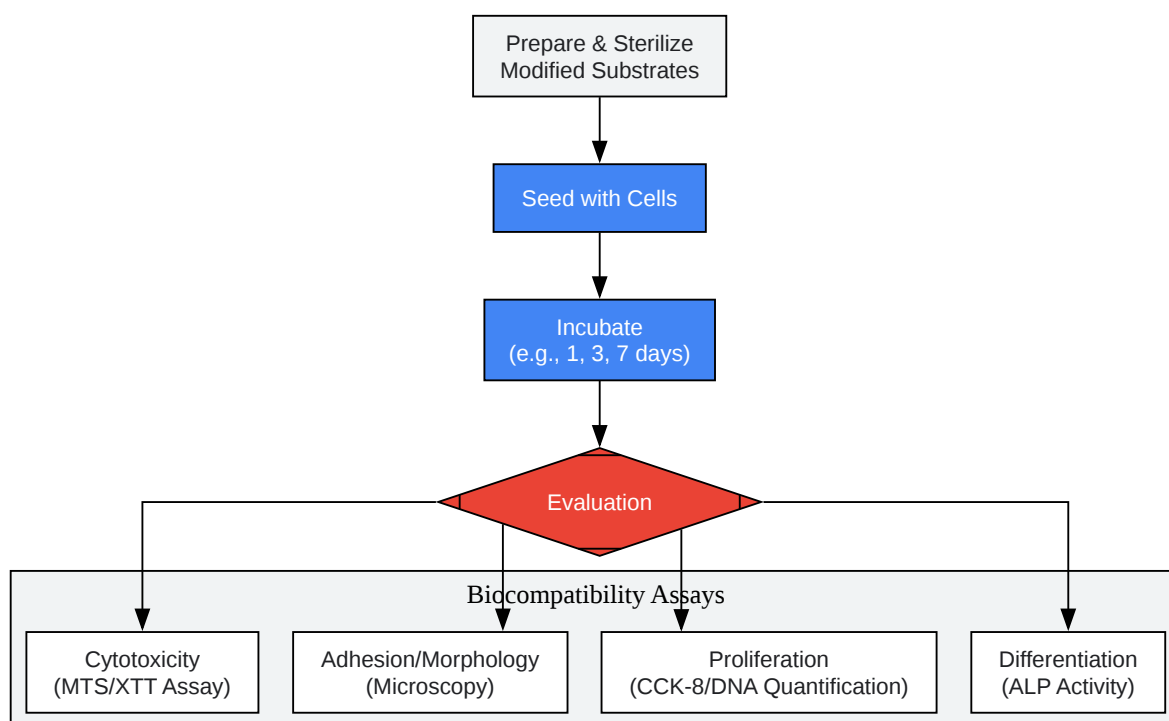 Prepare & Sterilize
Modified Substrates
Seed with Cells
Incubate
(e.g., 1, 3, 7 days)
Evaluation
Biocompatibility Assays
Cytotoxicity
(MTS/XTT Assay)
Adhesion/Morphology
(Microscopy)
Proliferation
(CCK-8/DNA Quantification)
Differentiation
(ALP Activity)